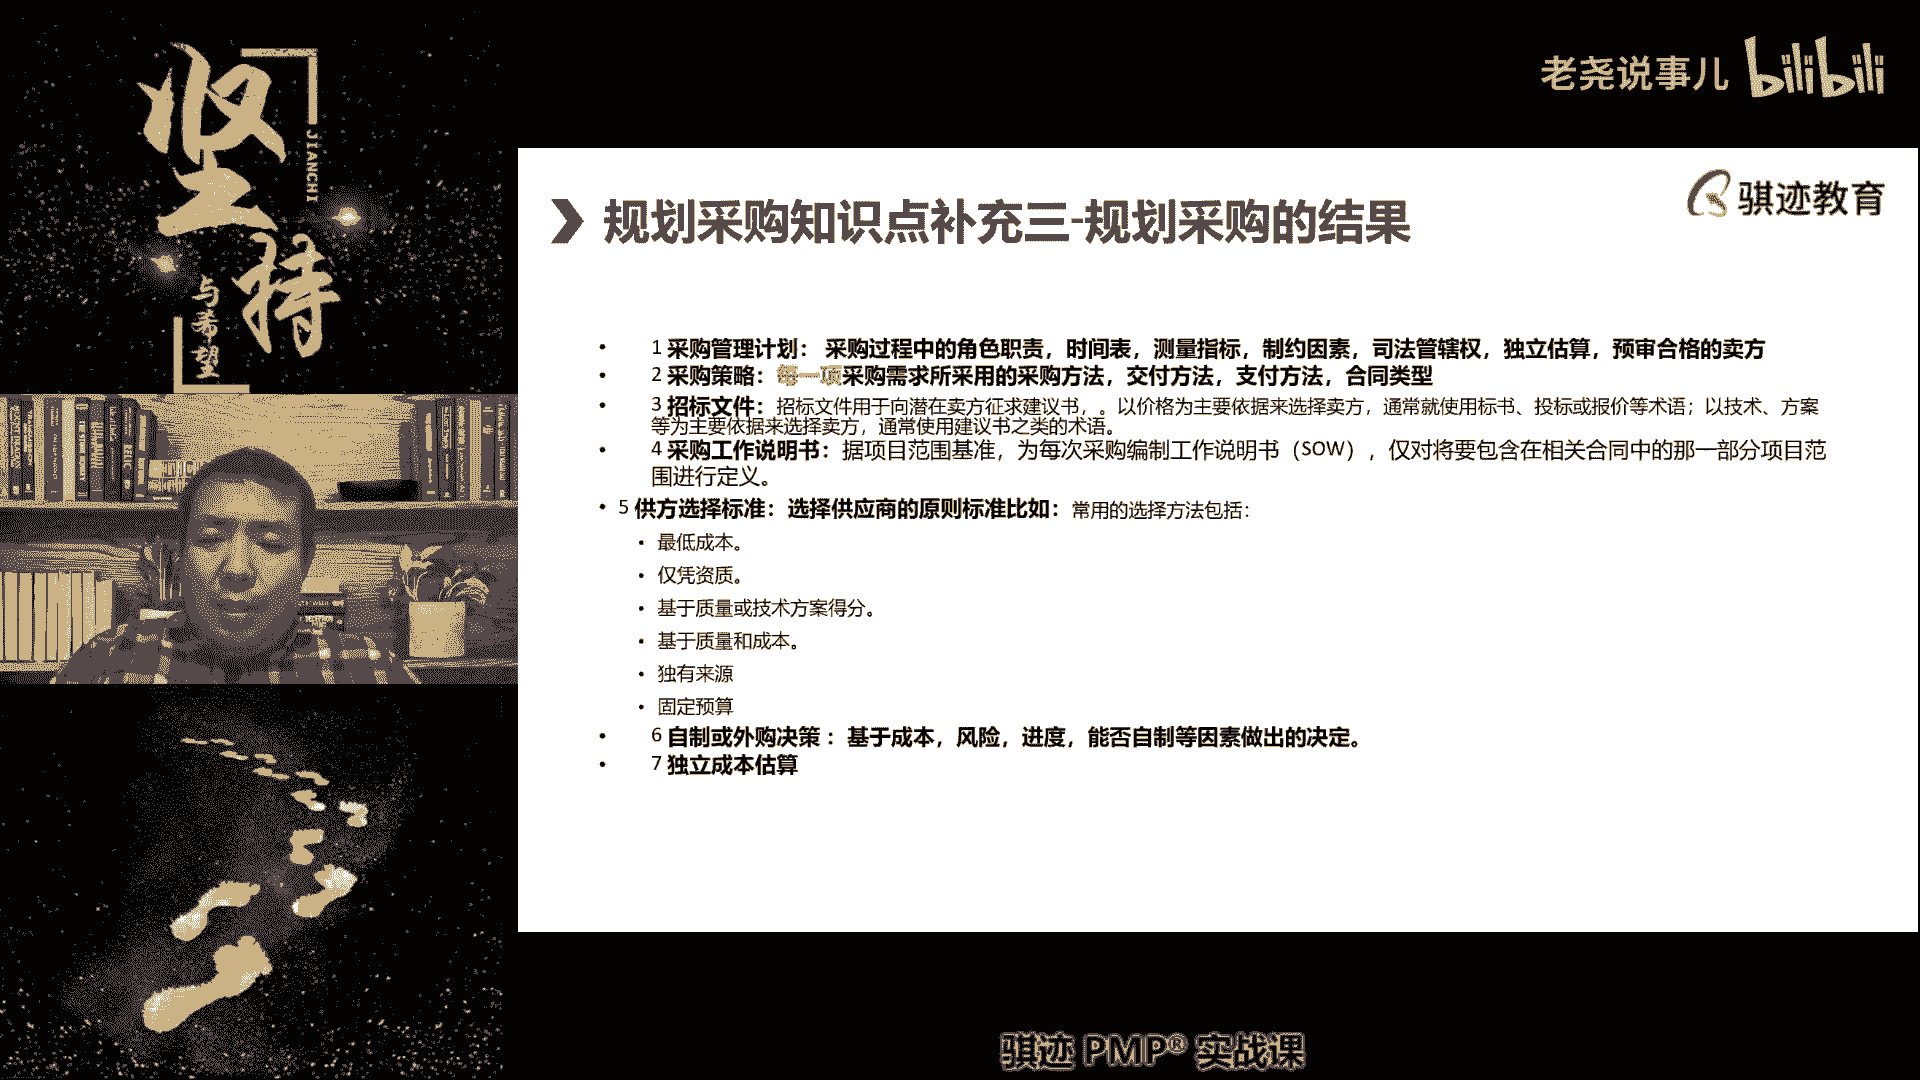 坚持
JIANCHI
与希望
老尧说事儿 bilibili
骐迹教育
规划采购知识点补充三-规划采购的结果
• 1 采购管理计划： 采购过程中的角色职责，时间表，测量指标，制约因素，司法管辖权，独立估算，预审合格的卖方
• 2 采购策略：每一项采购需求所采用的采购方法，交付方法，支付方法，合同类型
• 3 招标文件：招标文件用于向潜在卖方征求建议书，。以价格为主要依据来选择卖方，通常就使用标书、投标或报价等术语；以技术、方案
等为主要依据来选择卖方，通常使用建议书之类的术语。
• 4 采购工作说明书：据项目范围基准，为每次采购编制工作说明书（SOW），仅对将要包含在相关合同中的那一部分项目范
围进行定义。
• 5 供方选择标准：选择供应商的原则标准比如：常用的选择方法包括：
• 最低成本。
• 仅凭资质。
• 基于质量或技术方案得分。
• 基于质量和成本。
• 独有来源
• 固定预算
• 6 自制或外购决策 ：基于成本，风险，进度，能否自制等因素做出的决定。
• 7 独立成本估算
骐迹 PMP® 实战课